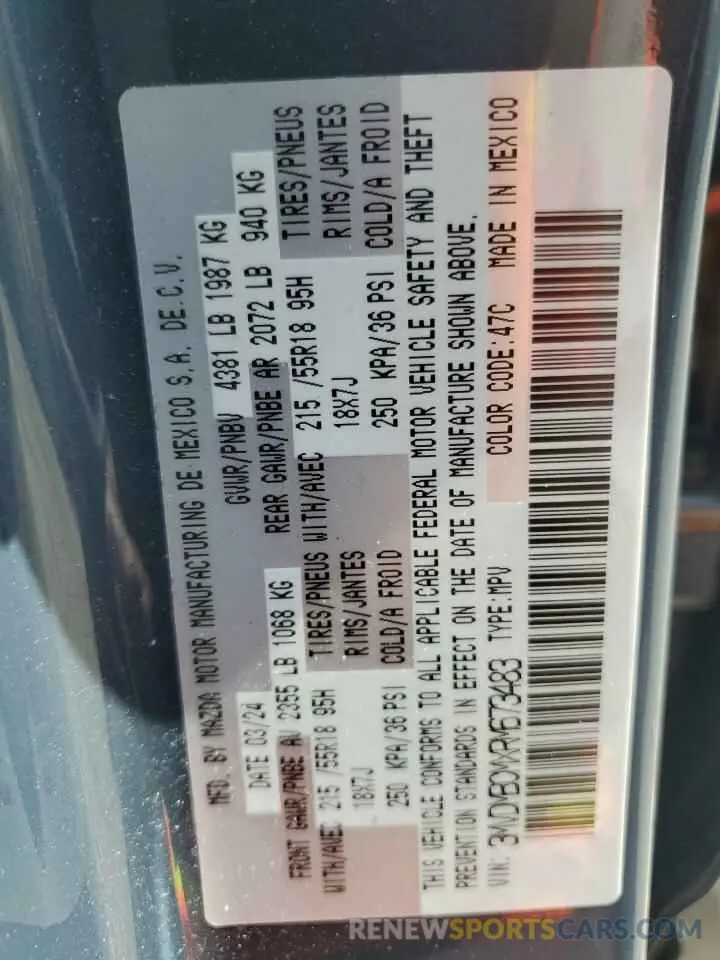 MFD. BY MAZDA MOTOR MANUFACTURING DE MEXICO S.A. DE.C.V.
DATE 03/24 GVWR/PNBV 4381 LB 1987 KG
FRONT GAWR/PNBE AV 2355 LB 1068 KG REAR GAWR/PNBE AR 2072 LB 940 KG
WITH/AVEC 215 /55R18 95H TIRES/PNEUS WITH/AVEC 215 /55R18 95H TIRES/PNEUS
18X7J RIMS/JANTES 18X7J RIMS/JANTES
250 KPA/36 PSI COLD/A FROID 250 KPA/36 PSI COLD/A FROID
THIS VEHICLE CONFORMS TO ALL APPLICABLE FEDERAL MOTOR VEHICLE SAFETY AND THEFT
PREVENTION STANDARDS IN EFFECT ON THE DATE OF MANUFACTURE SHOWN ABOVE.
VIN: 3MVDMBCMXRM673483 TYPE:MPV COLOR CODE:47C MADE IN MEXICO
RENEWSPORTSCARS.COM